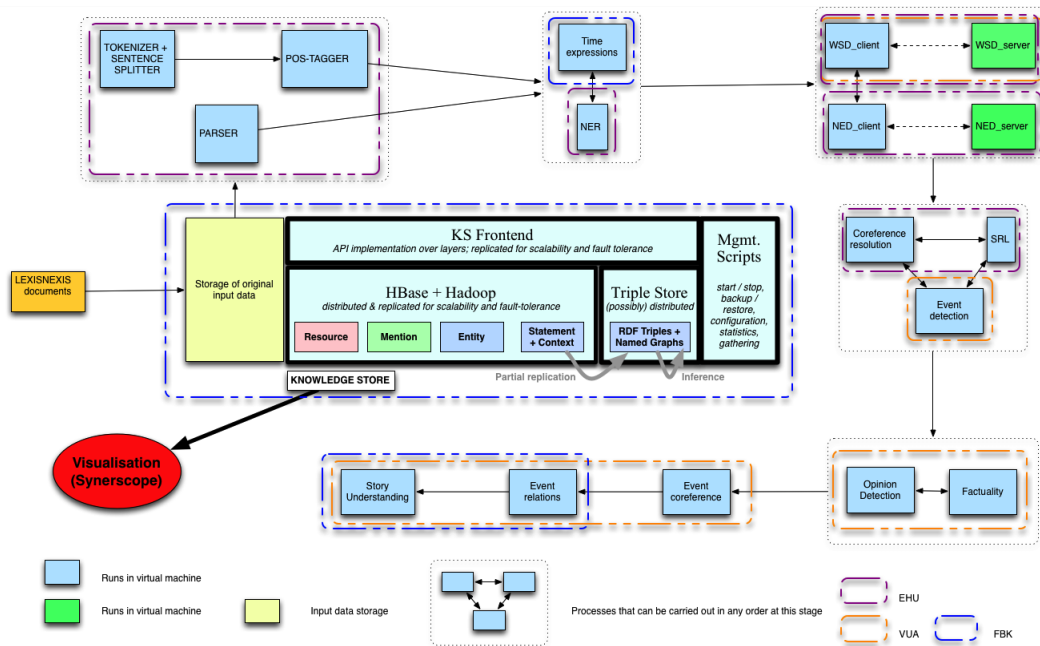 TOKENIZER +
SENTENCE
SPLITTER
POS-TAGGER
PARSER
Time
expressions
NER
WSD_client
WSD_server
NED_client
NED_server
Coreference
resolution
SRL
Event
detection
LEXISNEXIS
documents
Storage of original
input data
KS Frontend
API implementation over layers; replicated for scalability and fault tolerance
HBase + Hadoop
distributed & replicated for scalability and fault-tolerance
Resource
Mention
Entity
Statement
+ Context
Triple Store
(possibly) distributed
RDF Triples +
Named Graphs
Mgmt.
Scripts
start / stop,
backup /
restore,
configuration,
statistics,
gathering
Partial replication
Inference
KNOWLEDGE STORE
Visualisation
(Synerscope)
Story
Understanding
Event
relations
Event
coreference
Opinion
Detection
Factuality
Runs in virtual machine
Runs in virtual machine
Input data storage
Processes that can be carried out in any order at this stage
EHU
VUA
FBK